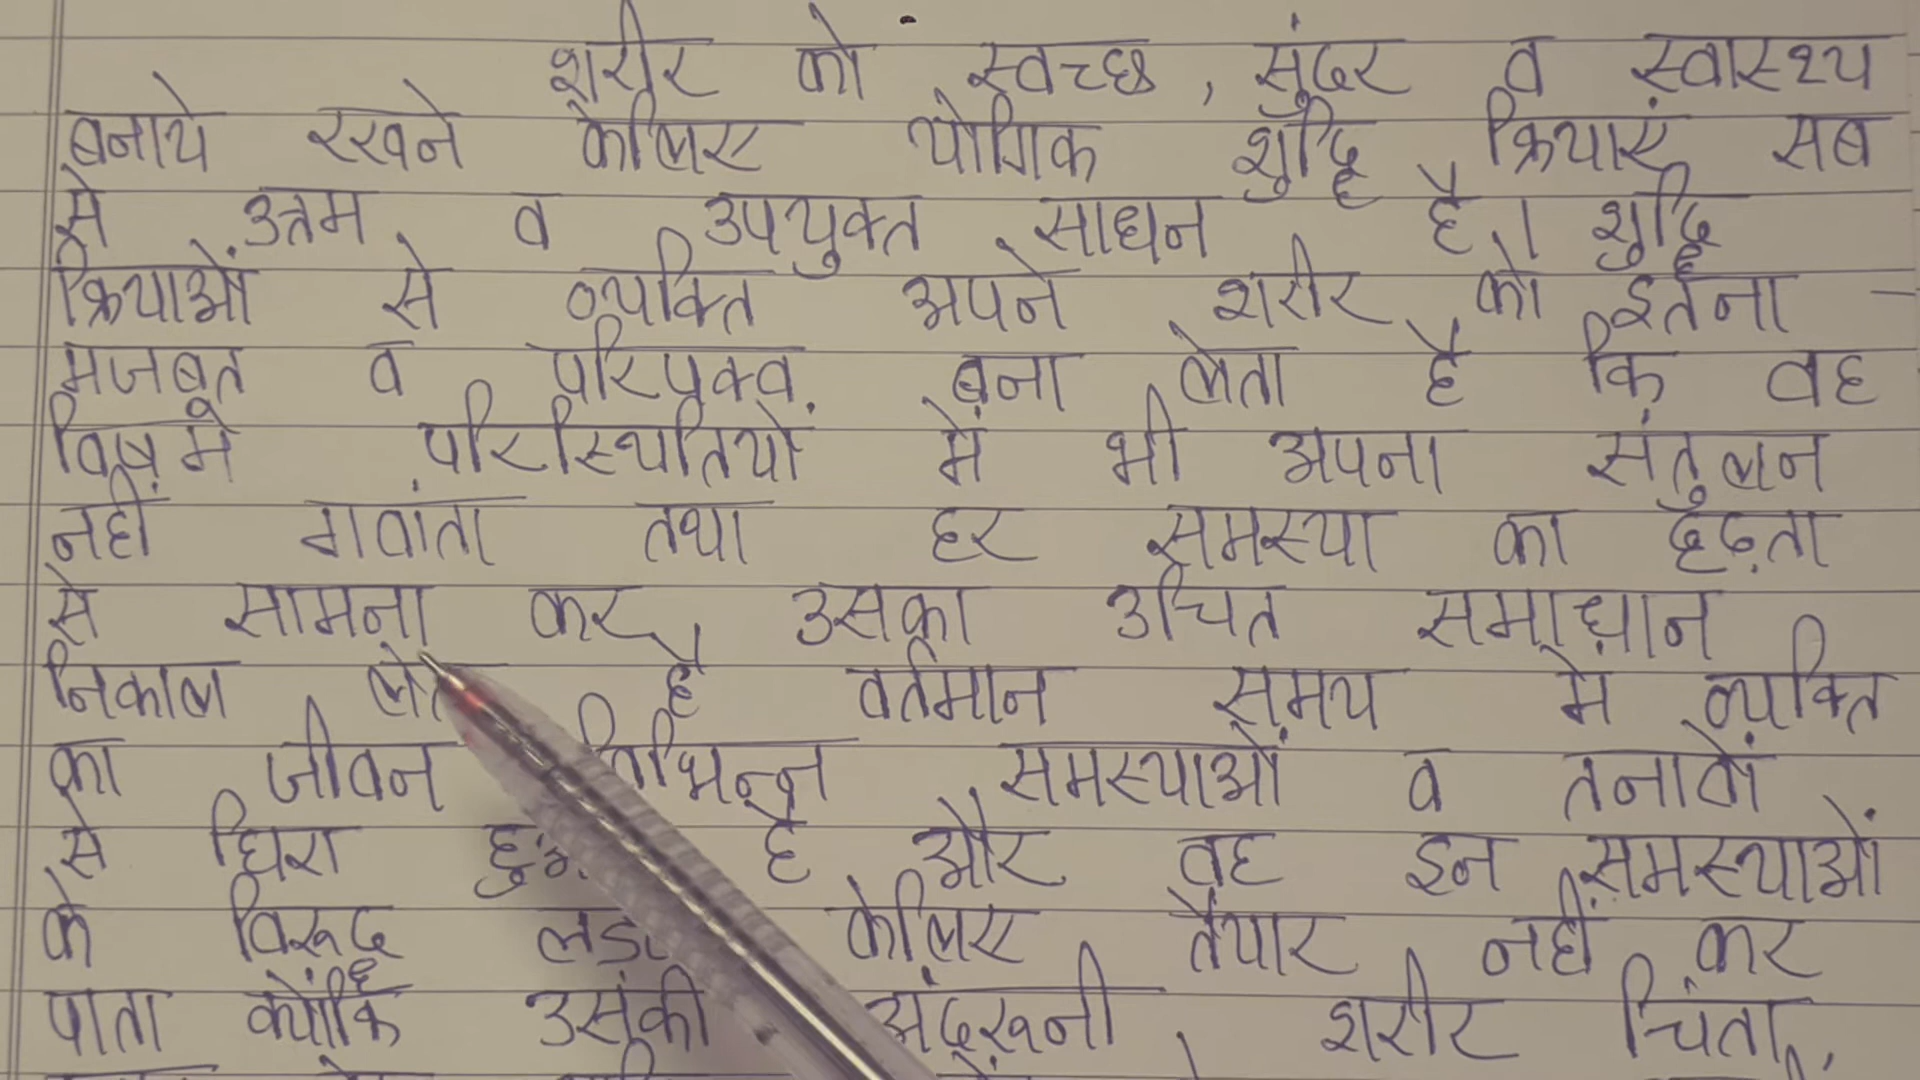 शरीर को स्वच्छ, सुंदर व स्वास्थ्य
बनाये रखने केलिए योगिक शुद्धि क्रियाएं सब
से उत्तम व उपयुक्त साधन है। शुद्धि
क्रियाओं से व्यक्ति अपने शरीर को इतना -
मजबूत व परिपक्व बना लेता है कि वह
विषम परिस्थितियों में भी अपना संतुलन
नहीं गवांता तथा हर समस्या का दृढ़ता
से सामना कर उसका उचित समाधान
निकाल है वर्तमान समय में व्यक्ति
का जीवन विभिन्न समस्याओं व तनावों
से घिरा है और वह इन समस्याओं
के विरूद्ध केलिए तैयार नहीं कर
पाता क्योंकि उसकी अंदरूनी शरीर चिंता,